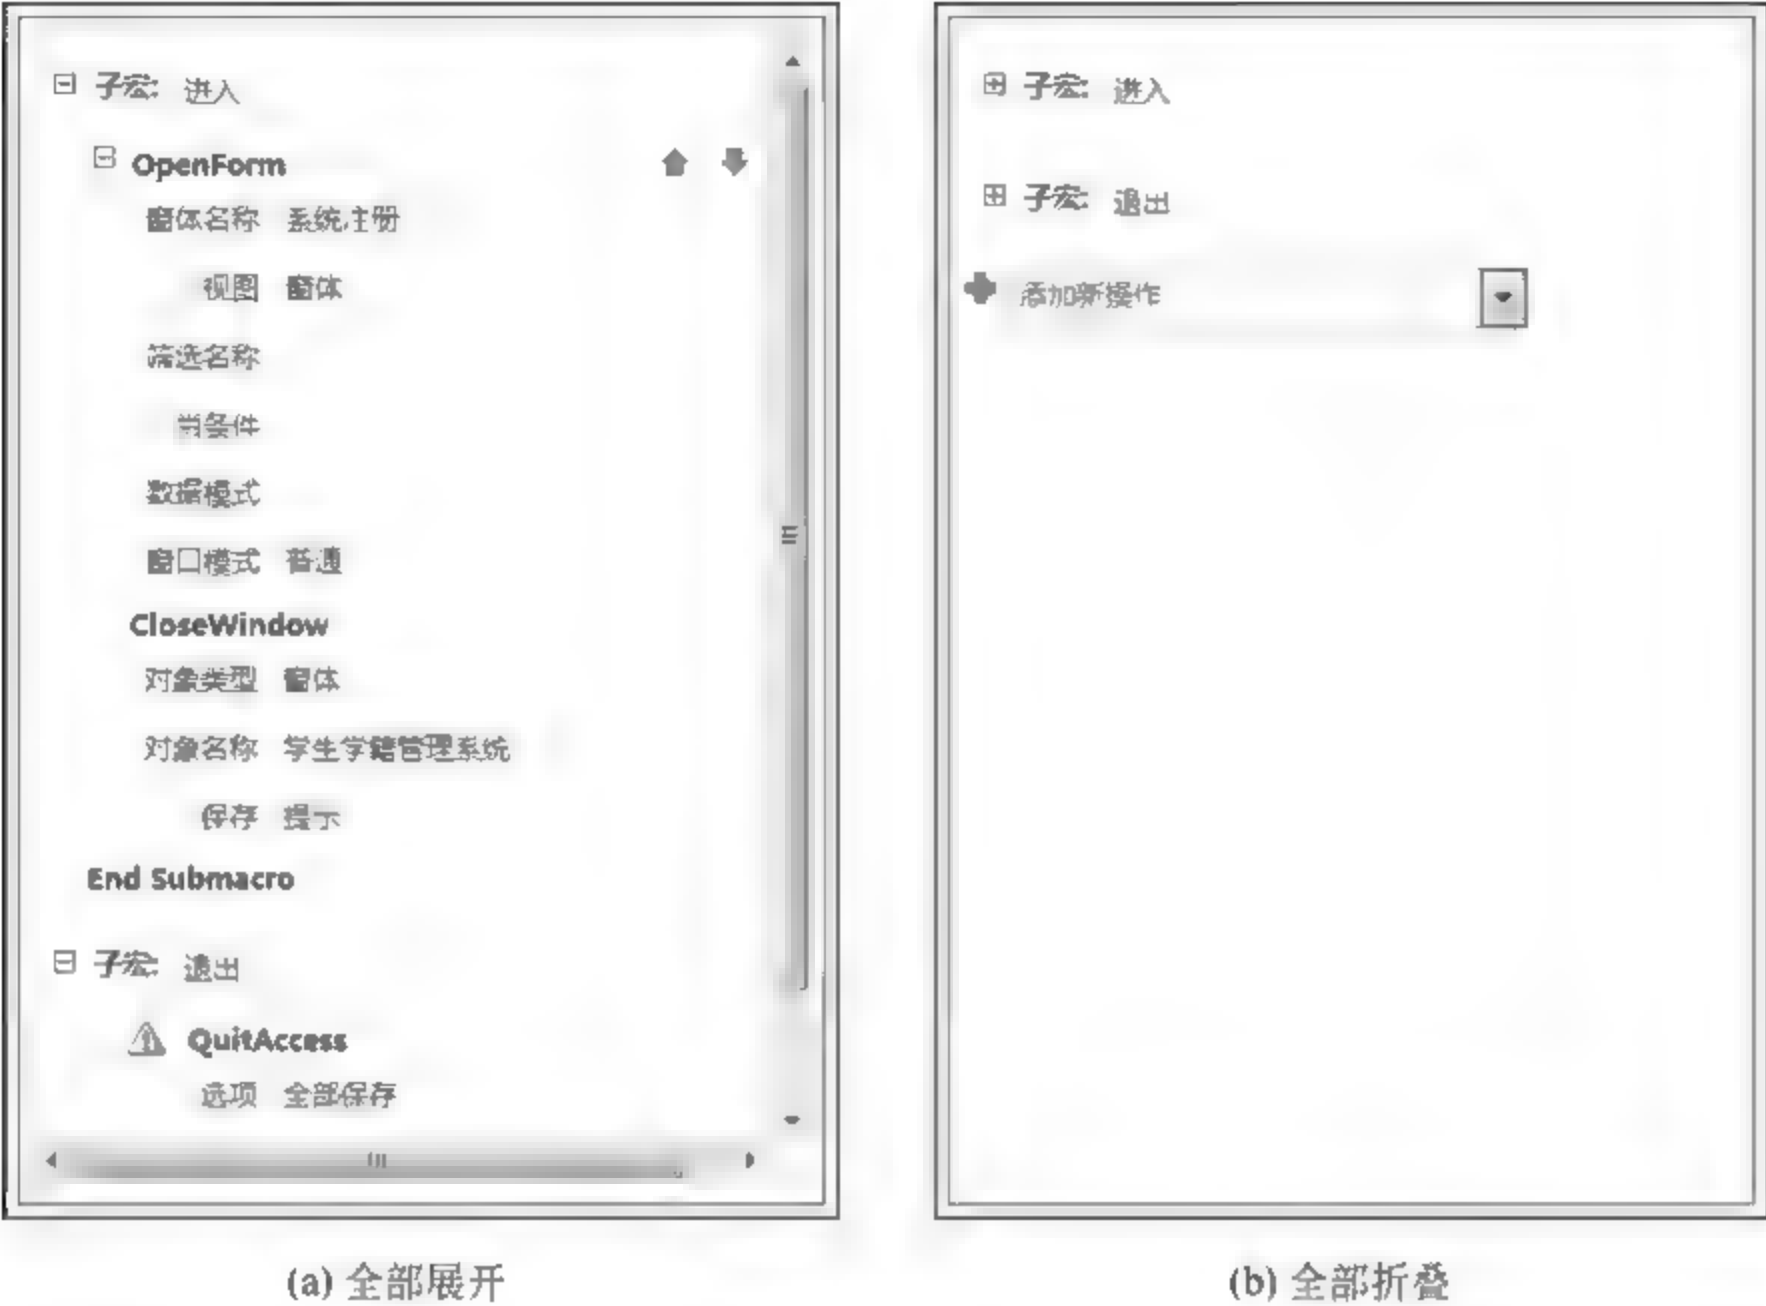 子宏: 进入
OpenForm
窗体名称 系统注册
视图 窗体
筛选名称
当条件
数据模式
窗口模式 普通
CloseWindow
对象类型 窗体
对象名称 学生学籍管理系统
保存 提示
End Submacro
子宏: 退出
QuitAccess
选项 全部保存
(a) 全部展开
子宏: 进入
子宏: 退出
添加新操作
(b) 全部折叠